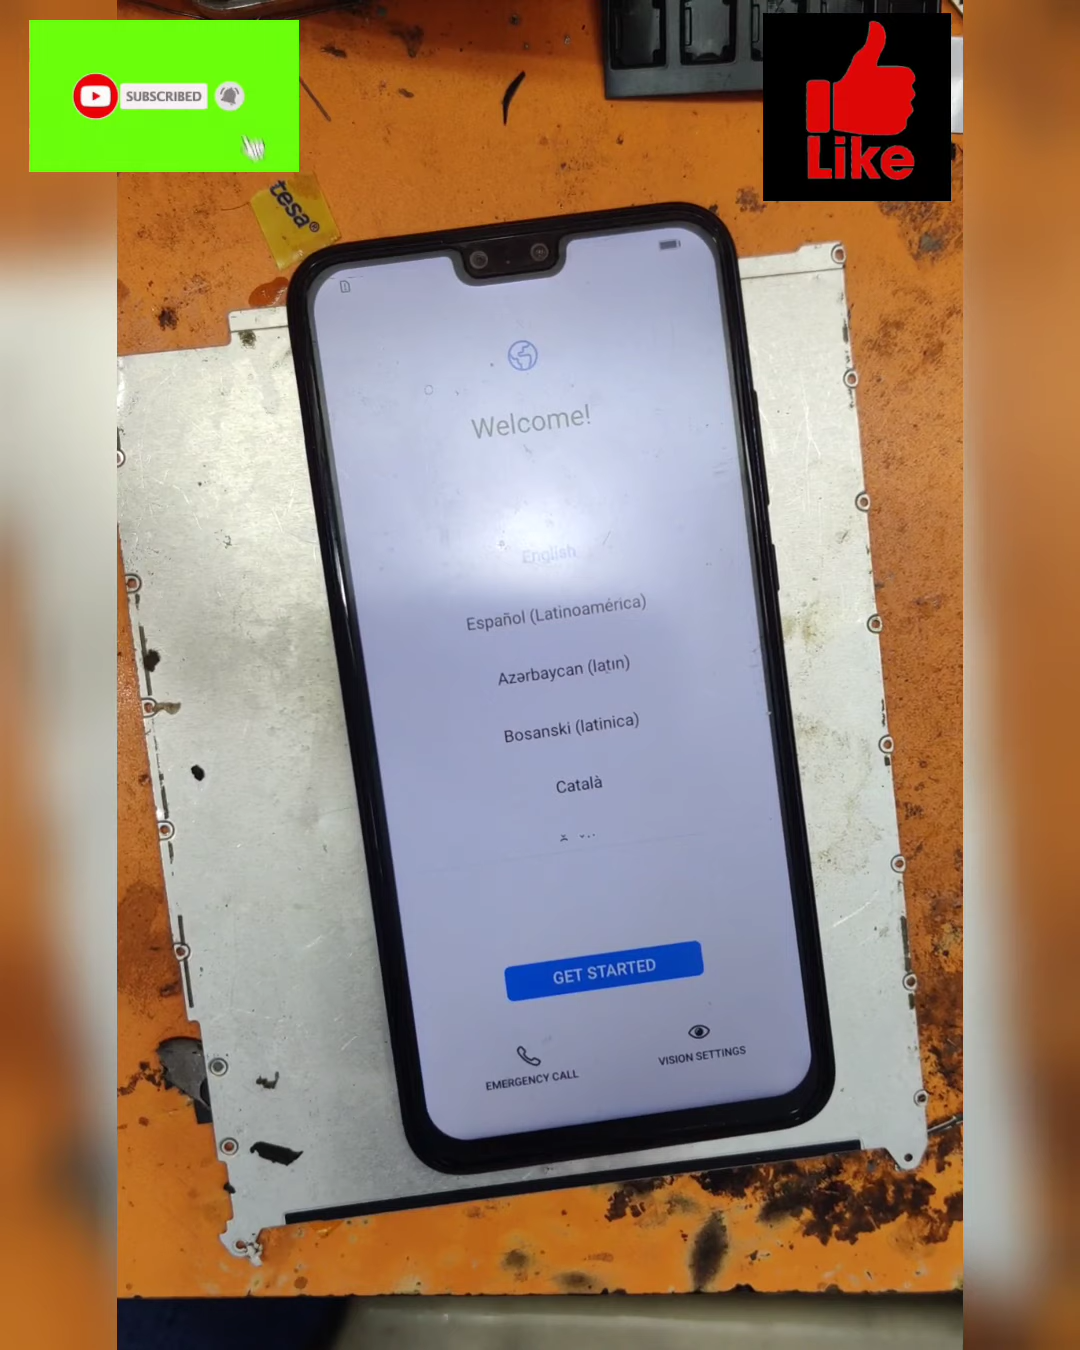 SUBSCRIBED
Like
tesa®
Welcome!
English
Español (Latinoamérica)
Azərbaycan (latın)
Bosanski (latinica)
Català
GET STARTED
EMERGENCY CALL
VISION SETTINGS